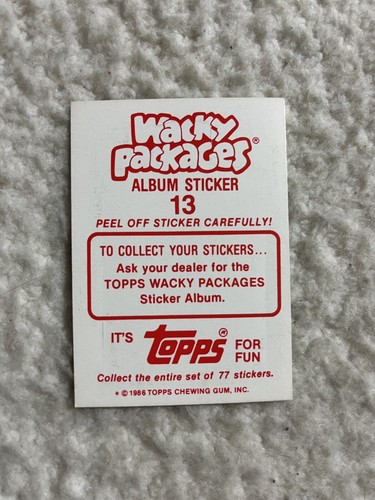 Wacky
Packages®
ALBUM STICKER
13
PEEL OFF STICKER CAREFULLY!
TO COLLECT YOUR STICKERS...
Ask your dealer for the
TOPPS WACKY PACKAGES
Sticker Album.
IT'S Topps® FOR
FUN
Collect the entire set of 77 stickers.
* © 1986 TOPPS CHEWING GUM, INC.